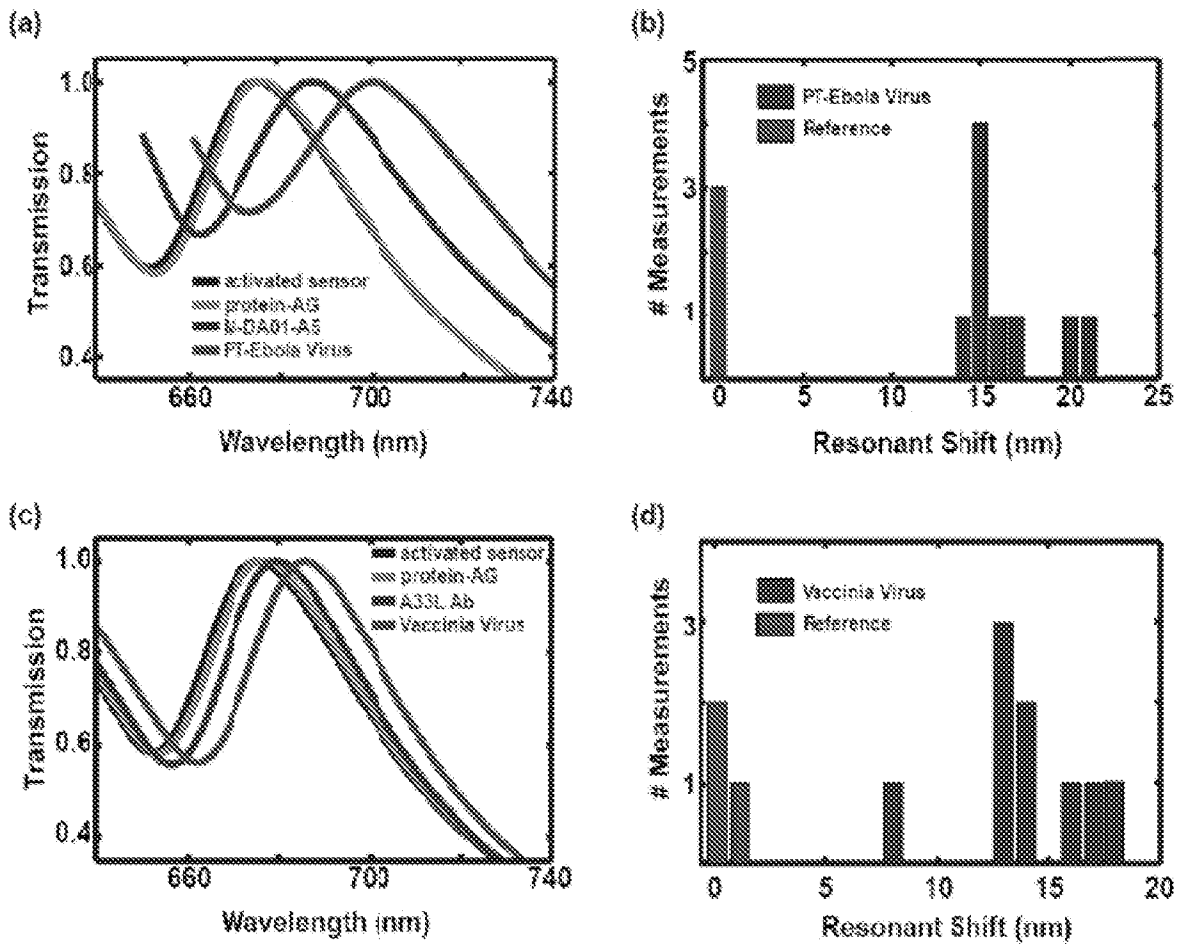 (a)
1.0
0.8
0.6
0.4
Transmission
activated sensor
protein-AG
M-DA01-A5
PT-Ebola Virus
660
700
740
Wavelength (nm)
(b)
5
3
1
# Measurements
PT-Ebola Virus
Reference
0
5
10
15
20
25
Resonant Shift (nm)
(c)
1.0
0.8
0.6
0.4
Transmission
activated sensor
protein-AG
A33L Ab
Vaccinia Virus
660
700
740
Wavelength (nm)
(d)
3
1
# Measurements
Vaccinia Virus
Reference
0
5
10
15
20
Resonant Shift (nm)